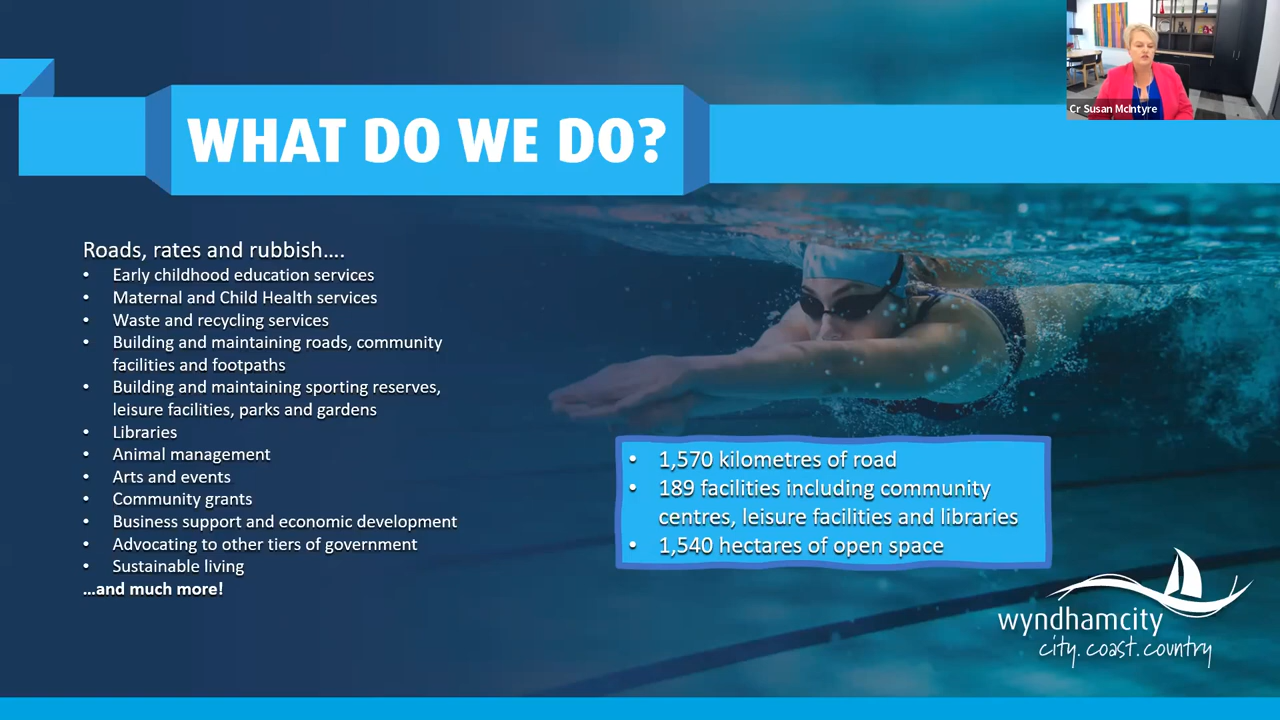 Cr Susan McIntyre
WHAT DO WE DO?
Roads, rates and rubbish....
• Early childhood education services
• Maternal and Child Health services
• Waste and recycling services
• Building and maintaining roads, community
facilities and footpaths
• Building and maintaining sporting reserves,
leisure facilities, parks and gardens
• Libraries
• Animal management
• Arts and events
• Community grants
• Business support and economic development
• Advocating to other tiers of government
• Sustainable living
...and much more!
• 1,570 kilometres of road
• 189 facilities including community
centres, leisure facilities and libraries
• 1,540 hectares of open space
wyndhamcity
city. coast. country